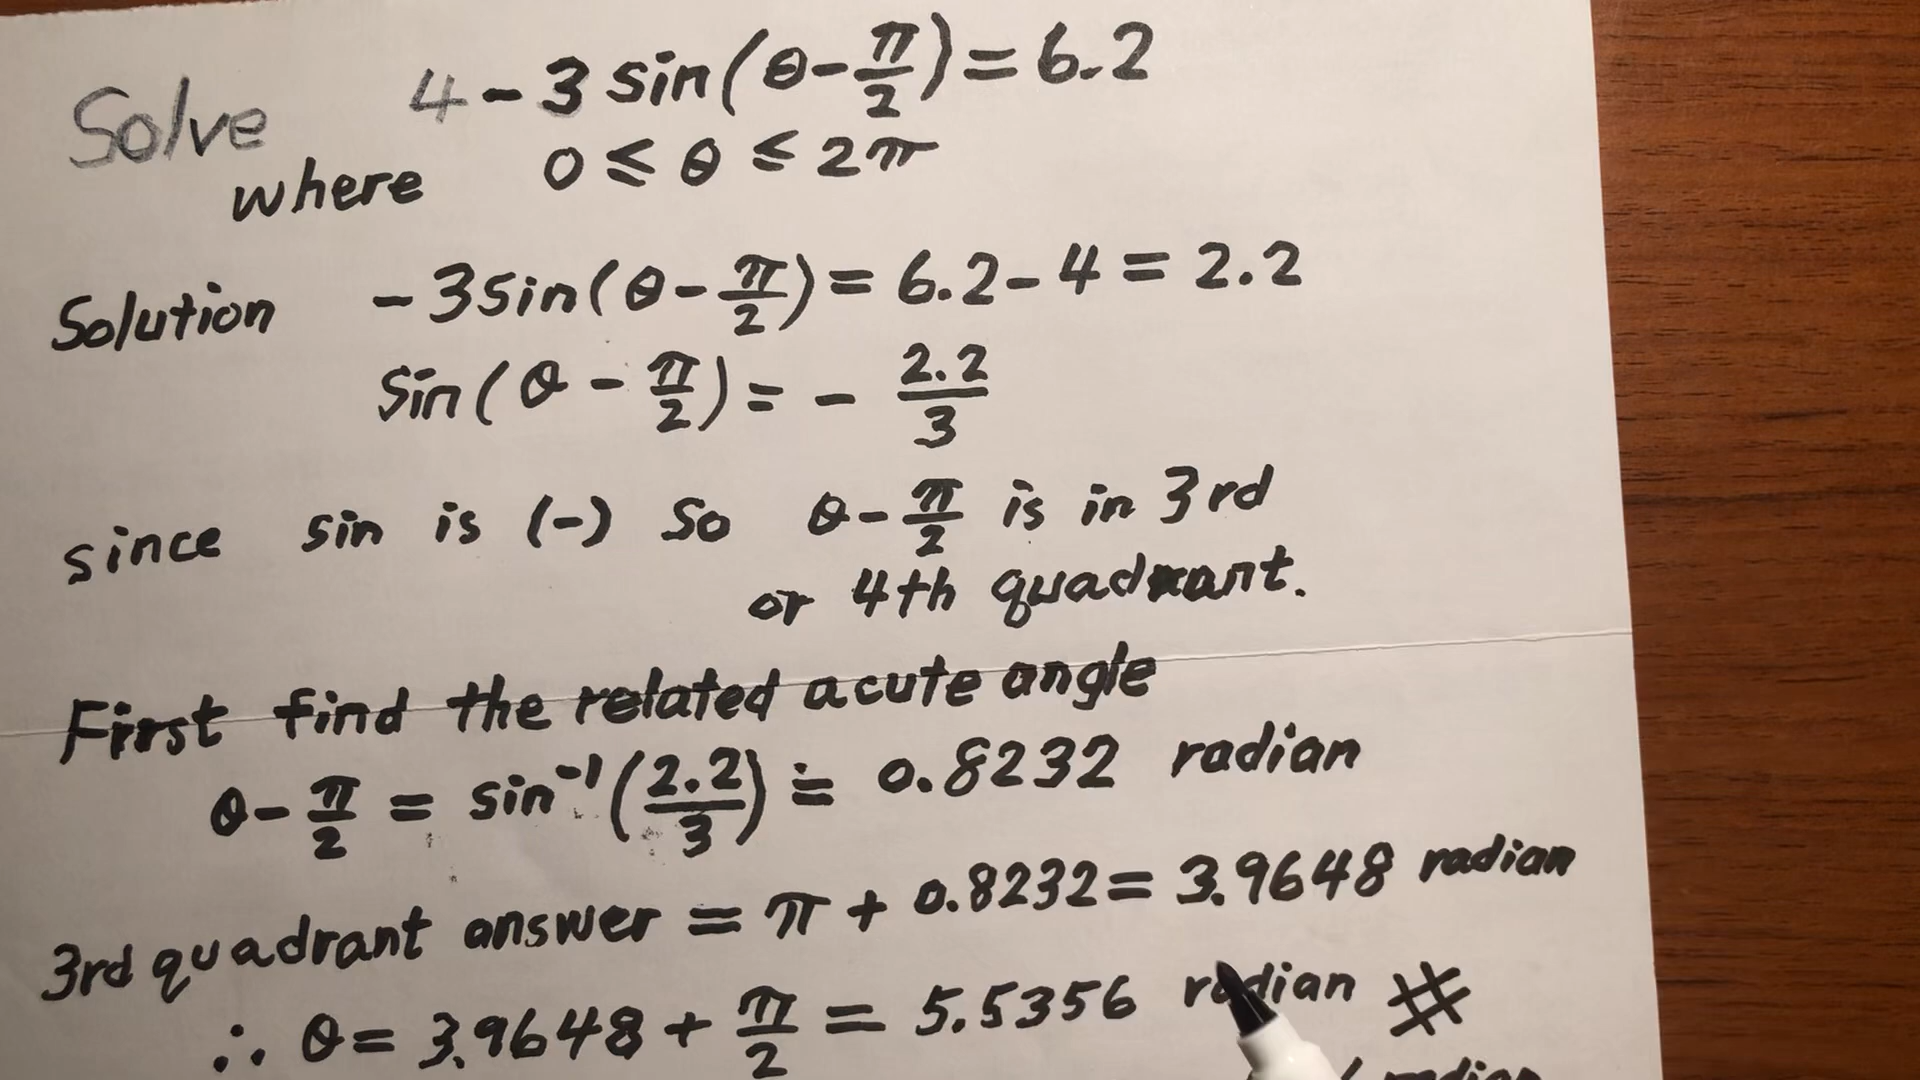 Solve 4 - 3 sin(θ - π/2) = 6.2
where 0 ≤ θ ≤ 2π
Solution -3sin(θ - π/2) = 6.2 - 4 = 2.2
sin(θ - π/2) = - 2.2/3
since sin is (-) so θ - π/2 is in 3rd
or 4th quadrant.
First find the related acute angle
θ - π/2 = sin⁻¹(2.2/3) ≐ 0.8232 radian
3rd quadrant answer = π + 0.8232 = 3.9648 radian
∴ θ = 3.9648 + π/2 = 5.5356 radian #
radian